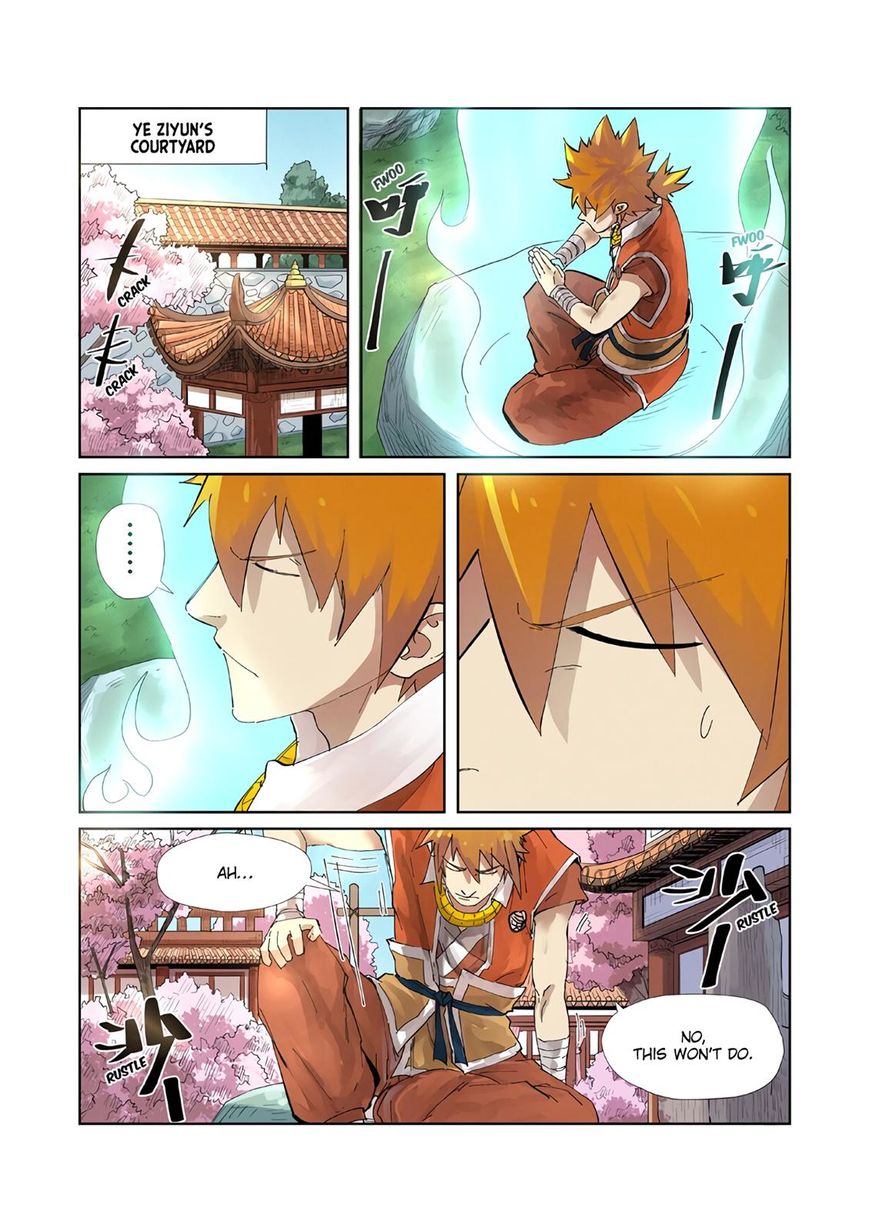 YE ZIYUN'S
COURTYARD
CRACK
CRACK
FWOO
呼
FWOO
呼
......
AH...
RUSTLE
沙
RUSTLE
沙
NO,
THIS WON'T DO.